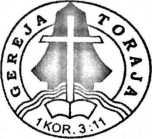 GEREJA TORAJA
1 KOR. 3:11